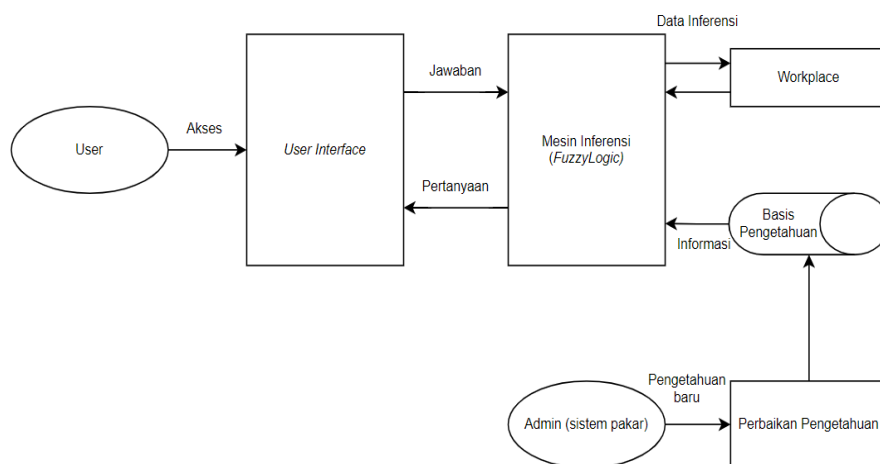 Data Inferensi
Jawaban
Workplace
Akses
User
User Interface
Mesin Inferensi
(FuzzyLogic)
Pertanyaan
Basis
Pengetahuan
Informasi
Pengetahuan
baru
Admin (sistem pakar)
Perbaikan Pengetahuan